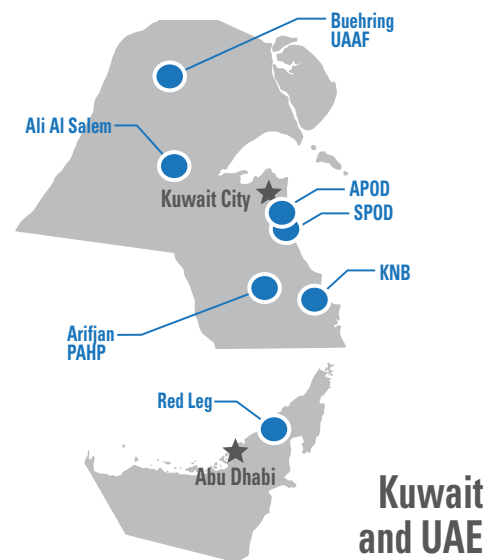 Buehring
UAAF
Ali Al Salem
Kuwait City
APOD
SPOD
KNB
Arifjan
PAHP
Red Leg
Abu Dhabi
Kuwait
and UAE